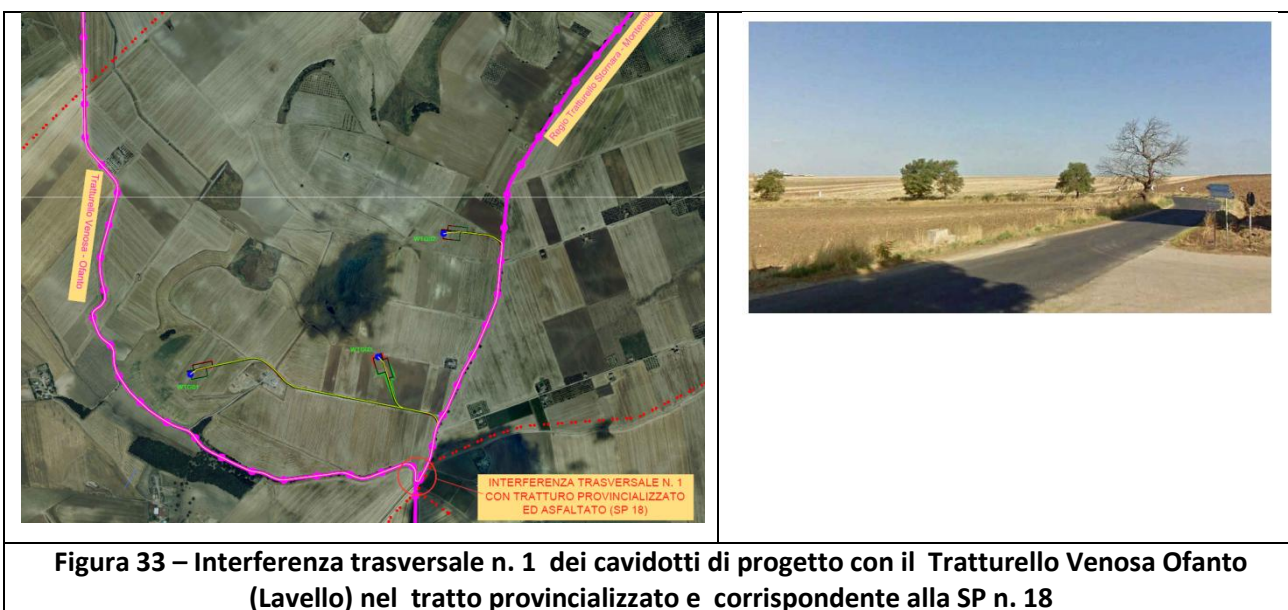 Regio Tratturello Stornara - Montemilo
Tratturello Venosa - Ofanto
INTERFERENZA TRASVERSALE N. 1
CON TRATTURO PROVINCIALIZZATO
ED ASFALTATO (SP 18)
Figura 33 – Interferenza trasversale n. 1 dei cavidotti di progetto con il Tratturello Venosa Ofanto
(Lavello) nel tratto provincializzato e corrispondente alla SP n. 18